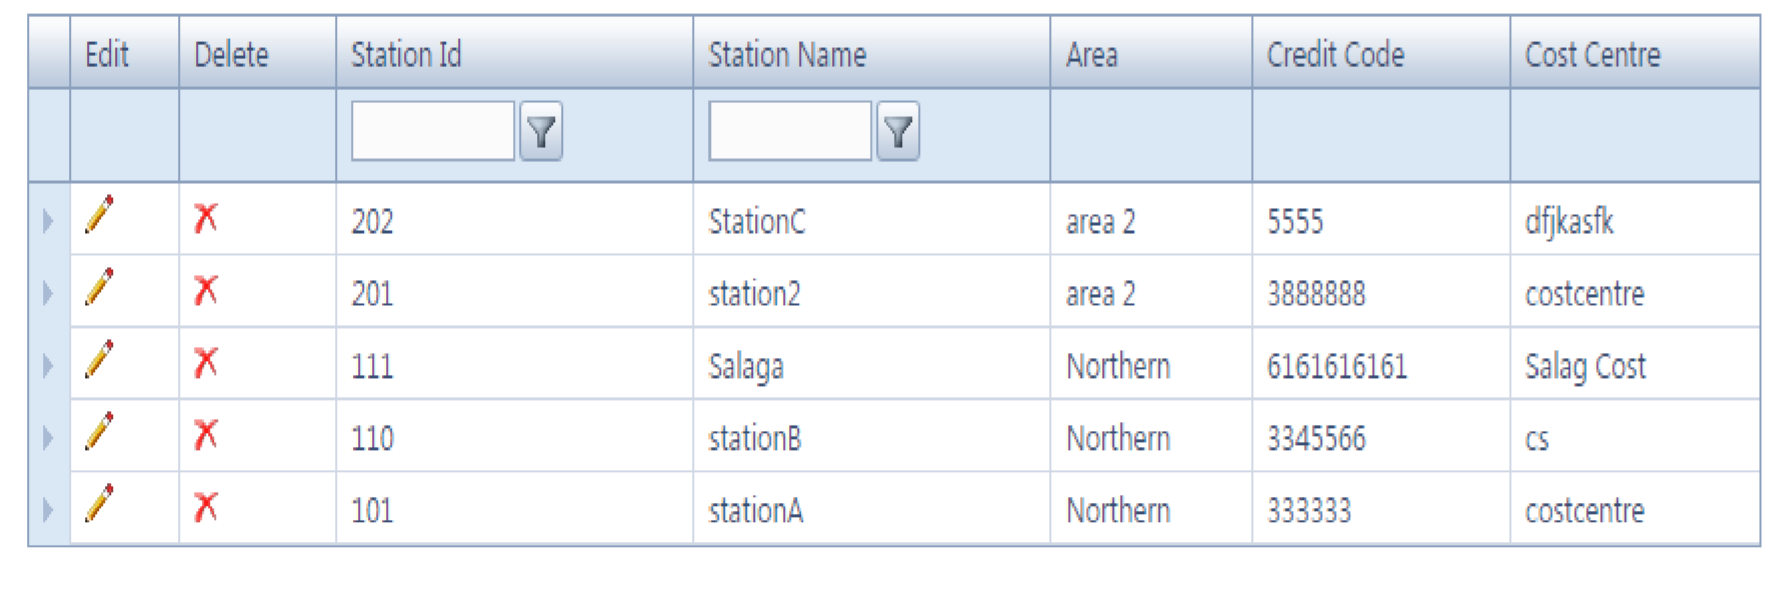 Edit Delete Station Id Station Name Area Credit Code Cost Centre
202 StationC area 2 5555 dfjkasfk
201 station2 area 2 3888888 costcentre
111 Salaga Northern 6161616161 Salag Cost
110 stationB Northern 3345566 cs
101 stationA Northern 333333 costcentre